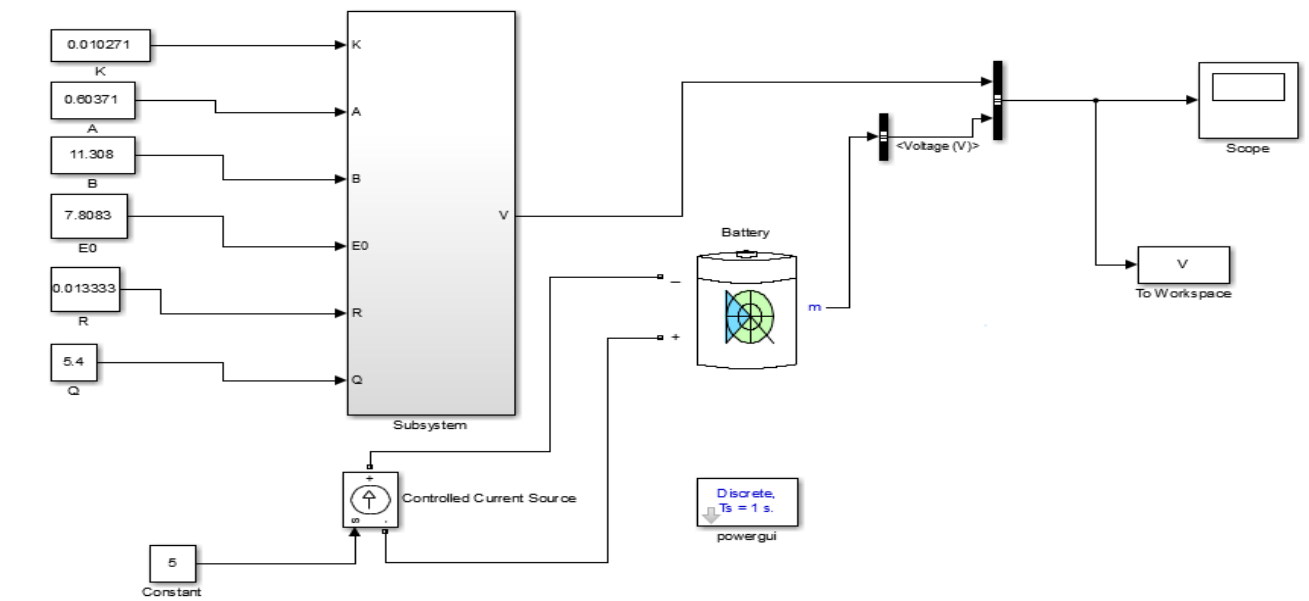 0.010271
K
0.60371
A
11.308
B
7.8083
E0
0.013333
R
5.4
Q
K
A
B
E0
R
Q
V
Subsystem
+
s
-
Controlled Current Source
5
Constant
Battery
_
+
m
<Voltage (V)>
Scope
V
To Workspace
Discrete,
Ts = 1 s.
powergui